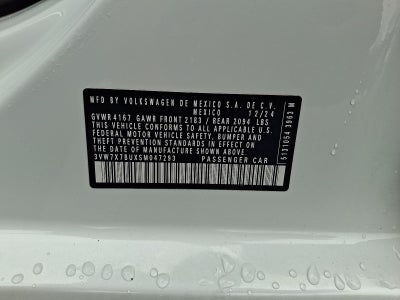 MFD BY VOLKSWAGEN DE MEXICO S.A. DE C.V.
MEXICO 12/24
GVWR 4167 GAWR FRONT 2183 / REAR 2094 LBS
THIS VEHICLE CONFORMS TO ALL APPLICABLE U.S.
FEDERAL MOTOR VEHICLE SAFETY, BUMPER, AND
THEFT PREVENTION STANDARDS IN EFFECT ON
THE DATE OF MANUFACTURE SHOWN ABOVE.
3VW7X7BUXSM047293 PASSENGER CAR
5131054 3963 M